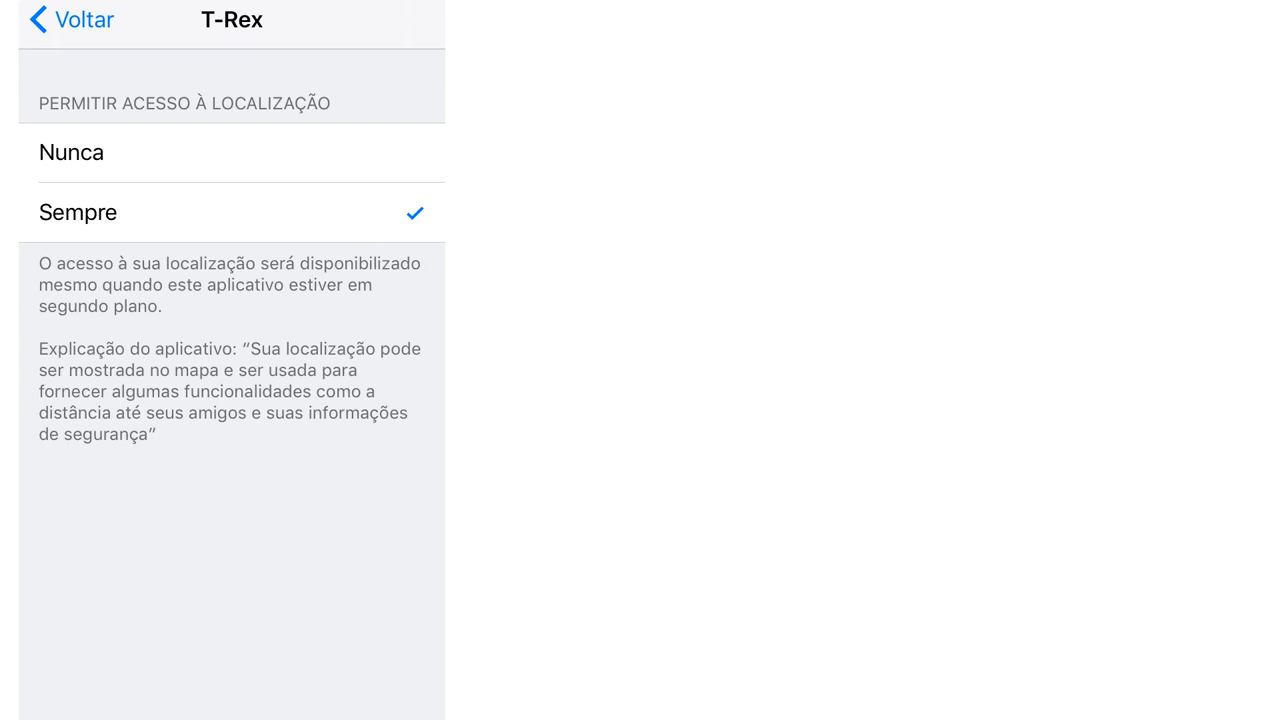 Voltar
T-Rex
PERMITIR ACESSO À LOCALIZAÇÃO
Nunca
Sempre
O acesso à sua localização será disponibilizado
mesmo quando este aplicativo estiver em
segundo plano.
Explicação do aplicativo: “Sua localização pode
ser mostrada no mapa e ser usada para
fornecer algumas funcionalidades como a
distância até seus amigos e suas informações
de segurança”